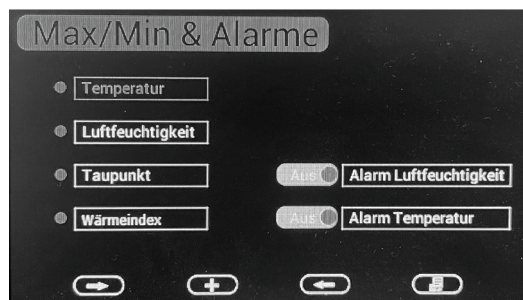 Max/Min & Alarme
Temperatur
Luftfeuchtigkeit
Taupunkt
Aus Alarm Luftfeuchtigkeit
Wärmeindex
Aus Alarm Temperatur